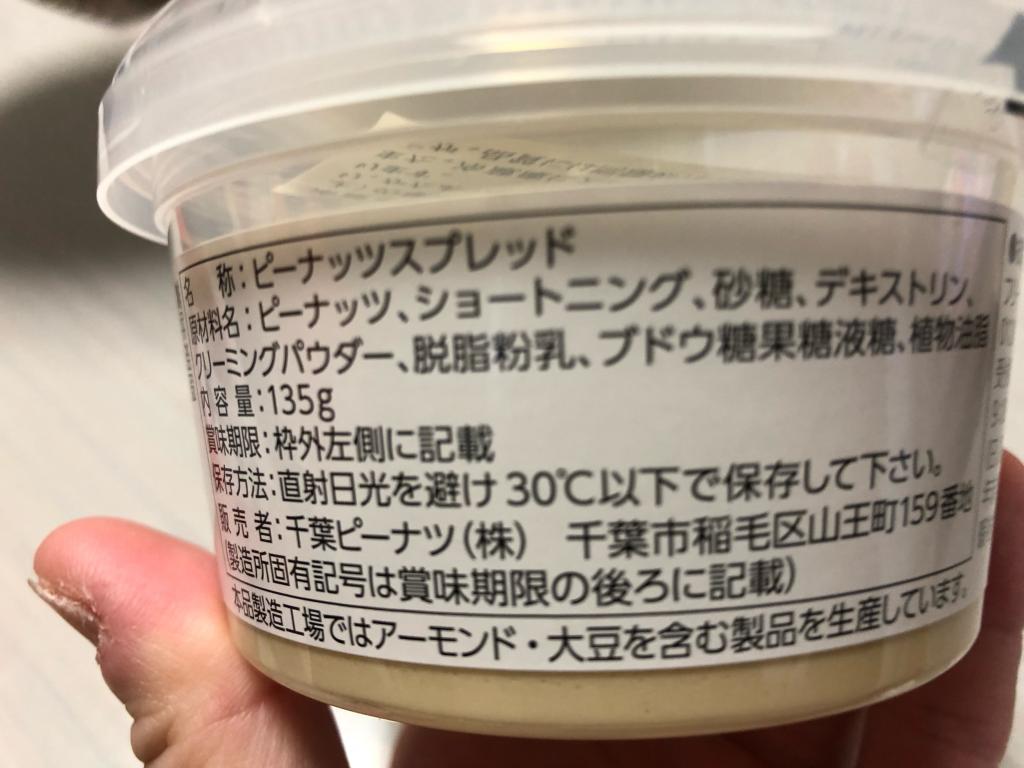 名 称：ピーナッツスプレッド
原材料名：ピーナッツ、ショートニング、砂糖、デキストリン、
クリーミングパウダー、脱脂粉乳、ブドウ糖果糖液糖、植物油脂
内 容 量：135g
賞味期限：枠外左側に記載
保存方法：直射日光を避け 30℃以下で保存して下さい。
販 売 者：千葉ピーナツ（株） 千葉市稲毛区山王町159番地
（製造所固有記号は賞味期限の後ろに記載）
本品製造工場ではアーモンド・大豆を含む製品を生産しています。